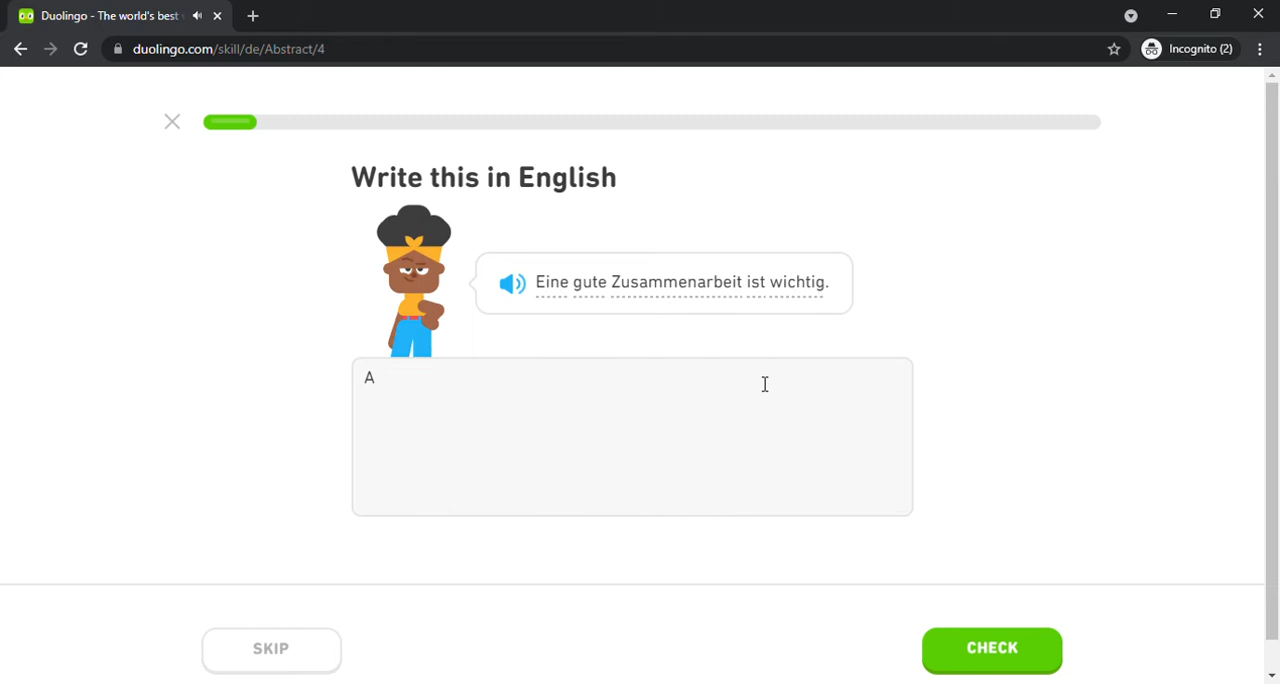 Duolingo - The world's best
duolingo.com/skill/de/Abstract/4
Incognito (2)
Write this in English
Eine gute Zusammenarbeit ist wichtig.
A
SKIP
CHECK